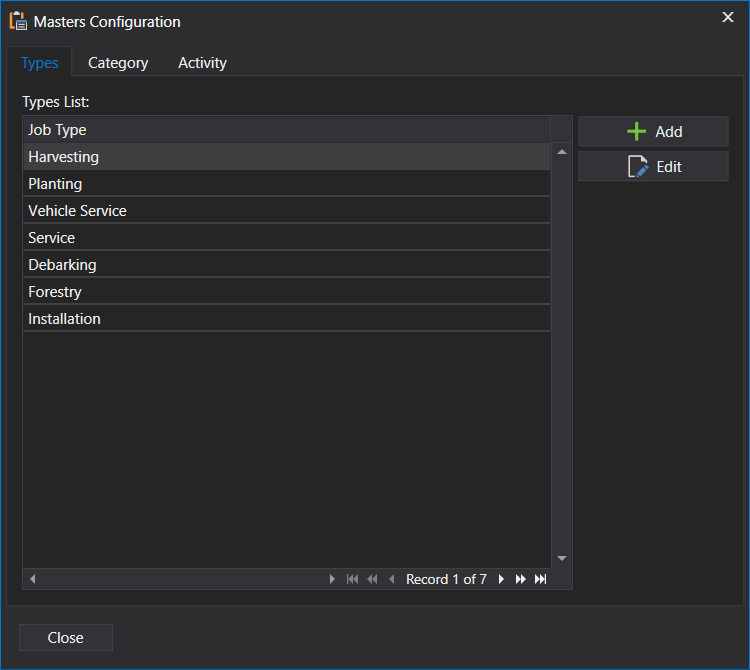 Masters Configuration
Types Category Activity
Types List:
Job Type
Add
Harvesting
Edit
Planting
Vehicle Service
Service
Debarking
Forestry
Installation
Record 1 of 7
Close